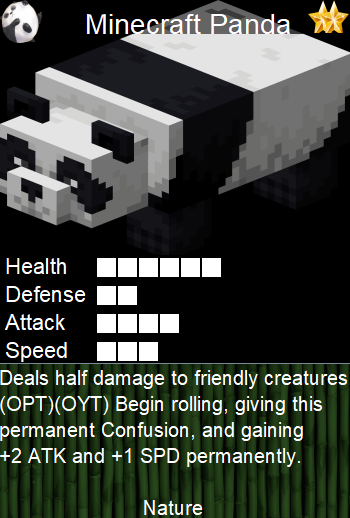 Minecraft Panda
Health
Defense
Attack
Speed
Deals half damage to friendly creatures
(OPT)(OYT) Begin rolling, giving this
permanent Confusion, and gaining
+2 ATK and +1 SPD permanently.
Nature